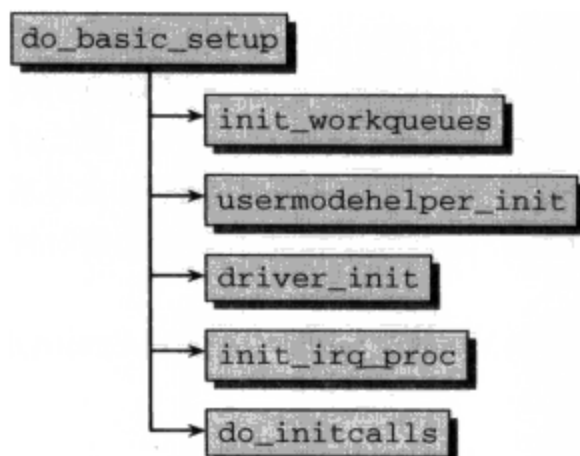 do_basic_setup
init_workqueues
usermodehelper_init
driver_init
init_irq_proc
do_initcalls